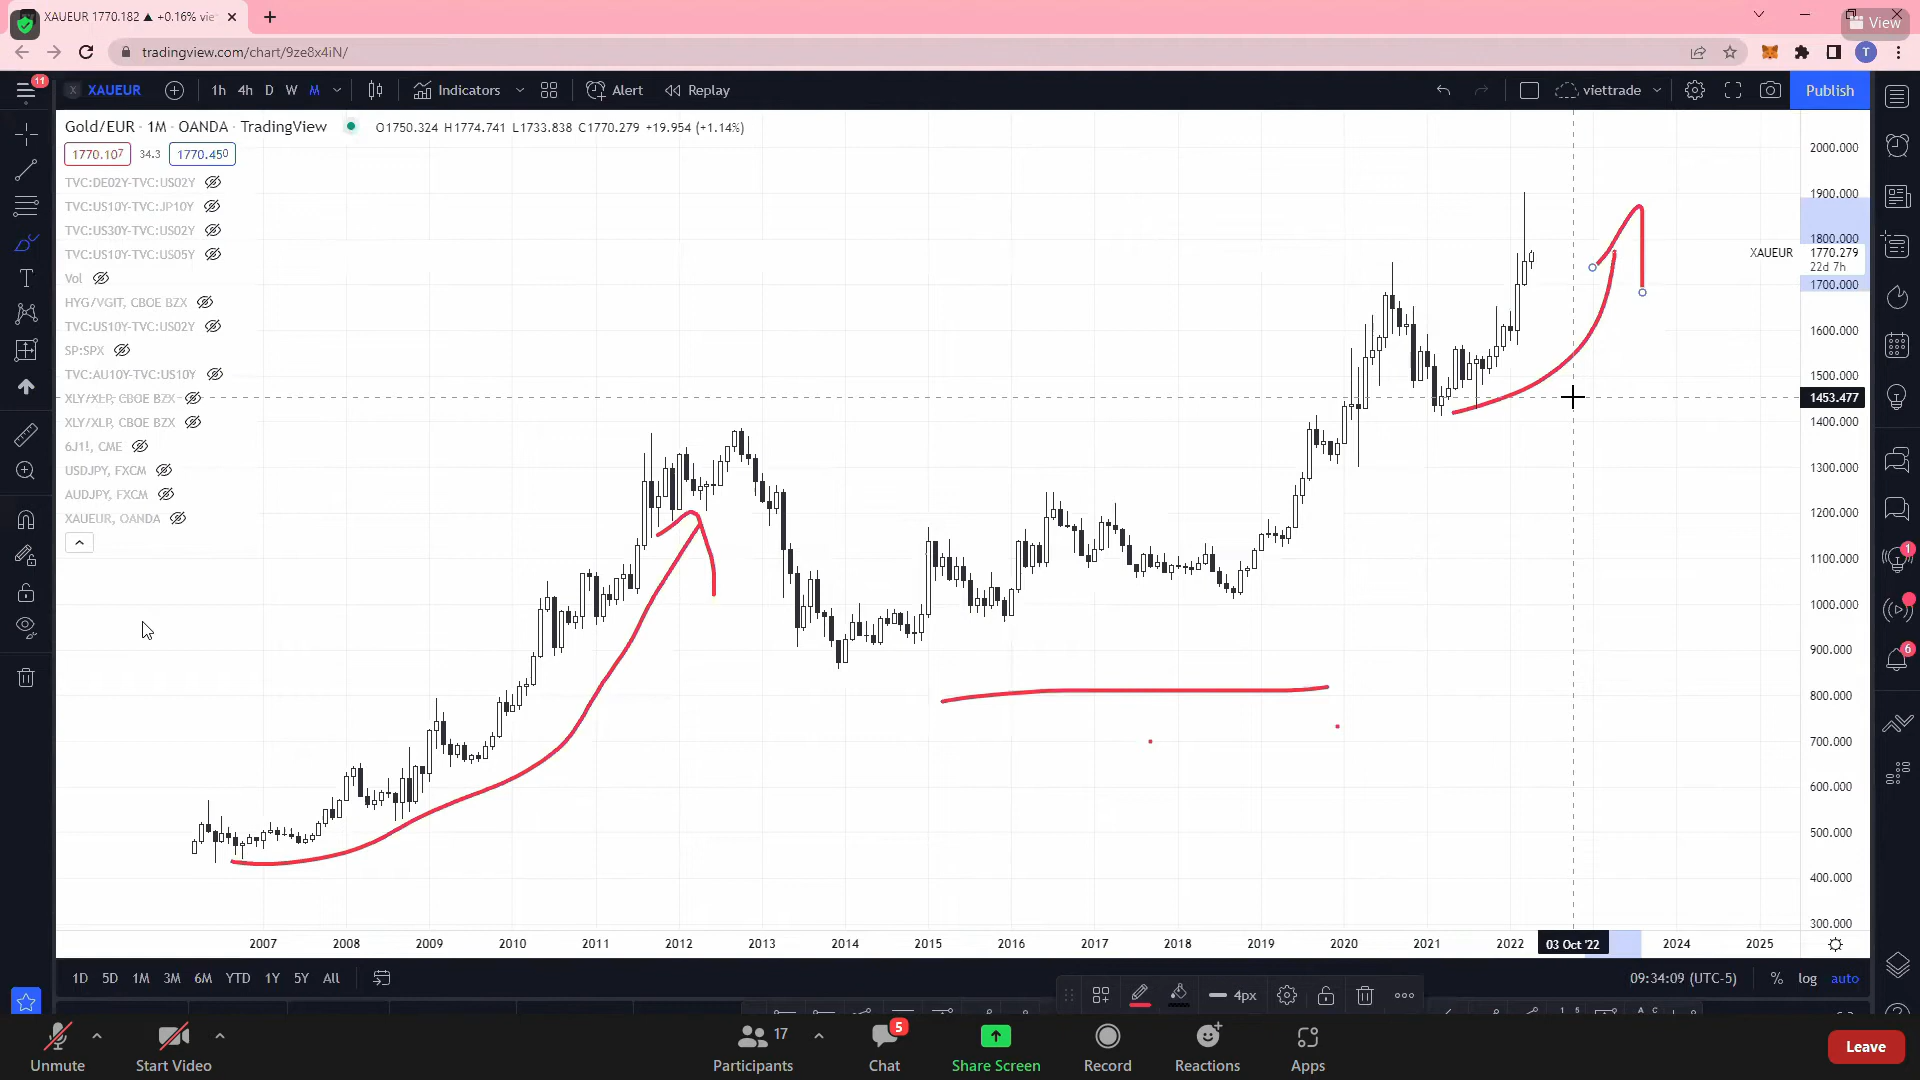 XAUEUR 1770.182 ▲ +0.16% vie
View
tradingview.com/chart/9ze8x4iN/
T
11
XAUEUR
1h 4h D W M
Indicators
Alert
Replay
viettrade
Publish
Gold/EUR · 1M · OANDA · TradingView
O1750.324 H1774.741 L1733.838 C1770.279 +19.954 (+1.14%)
1770.107 34.3 1770.450
TVC:DE02Y-TVC:US02Y
TVC:US10Y-TVC:JP10Y
TVC:US30Y-TVC:US02Y
TVC:US10Y-TVC:US05Y
Vol
HYG/VGIT, CBOE BZX
TVC:US10Y-TVC:US02Y
SP:SPX
TVC:AU10Y-TVC:US10Y
XLY/XLP, CBOE BZX
XLY/XLP, CBOE BZX
6J1!, CME
USDJPY, FXCM
AUDJPY, FXCM
XAUEUR, OANDA
2000.000
1900.000
1800.000
XAUEUR 1770.279
22d 7h
1700.000
1600.000
1500.000
1453.477
1400.000
1300.000
1200.000
1100.000
1000.000
900.000
800.000
700.000
600.000
500.000
400.000
300.000
1
6
2007 2008 2009 2010 2011 2012 2013 2014 2015 2016 2017 2018 2019 2020 2021 2022 03 Oct '22 2024 2025
1D 5D 1M 3M 6M YTD 1Y 5Y All
09:34:09 (UTC-5) % log auto
4px
Unmute
Start Video
17
Participants
5
Chat
Share Screen
Record
Reactions
Apps
Leave